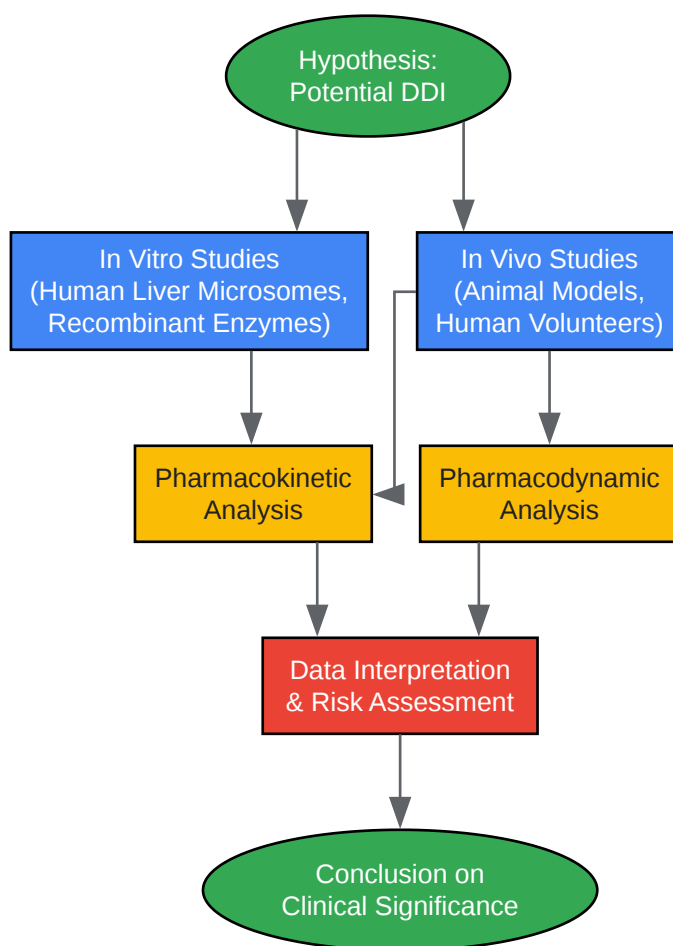 Hypothesis:
Potential DDI
In Vitro Studies
(Human Liver Microsomes,
Recombinant Enzymes)
In Vivo Studies
(Animal Models,
Human Volunteers)
Pharmacokinetic
Analysis
Pharmacodynamic
Analysis
Data Interpretation
& Risk Assessment
Conclusion on
Clinical Significance